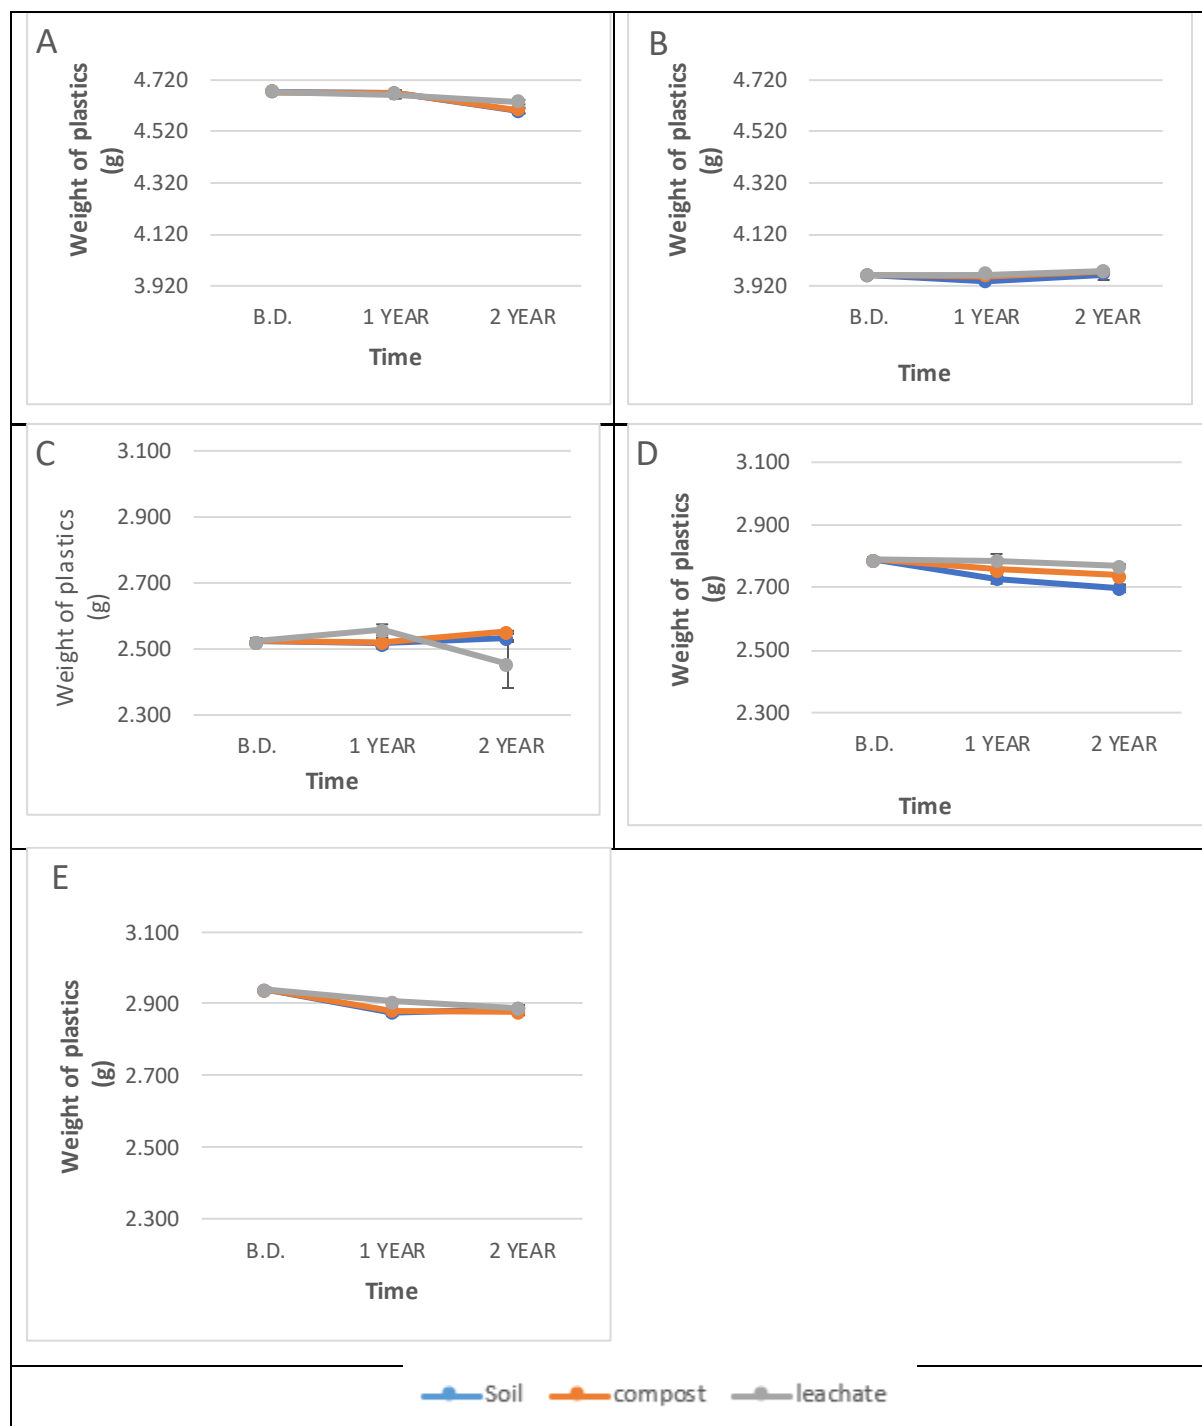 A
4.720
4.520
4.320
4.120
3.920
Weight of plastics
(g)
B.D. 1 YEAR 2 YEAR
Time
B
4.720
4.520
4.320
4.120
3.920
Weight of plastics
(g)
B.D. 1 YEAR 2 YEAR
Time
C
3.100
2.900
2.700
2.500
2.300
Weight of plastics
(g)
B.D. 1 YEAR 2 YEAR
Time
D
3.100
2.900
2.700
2.500
2.300
Weight of plastics
(g)
B.D. 1 YEAR 2 YEAR
Time
E
3.100
2.900
2.700
2.500
2.300
Weight of plastics
(g)
B.D. 1 YEAR 2 YEAR
Time
Soil compost leachate